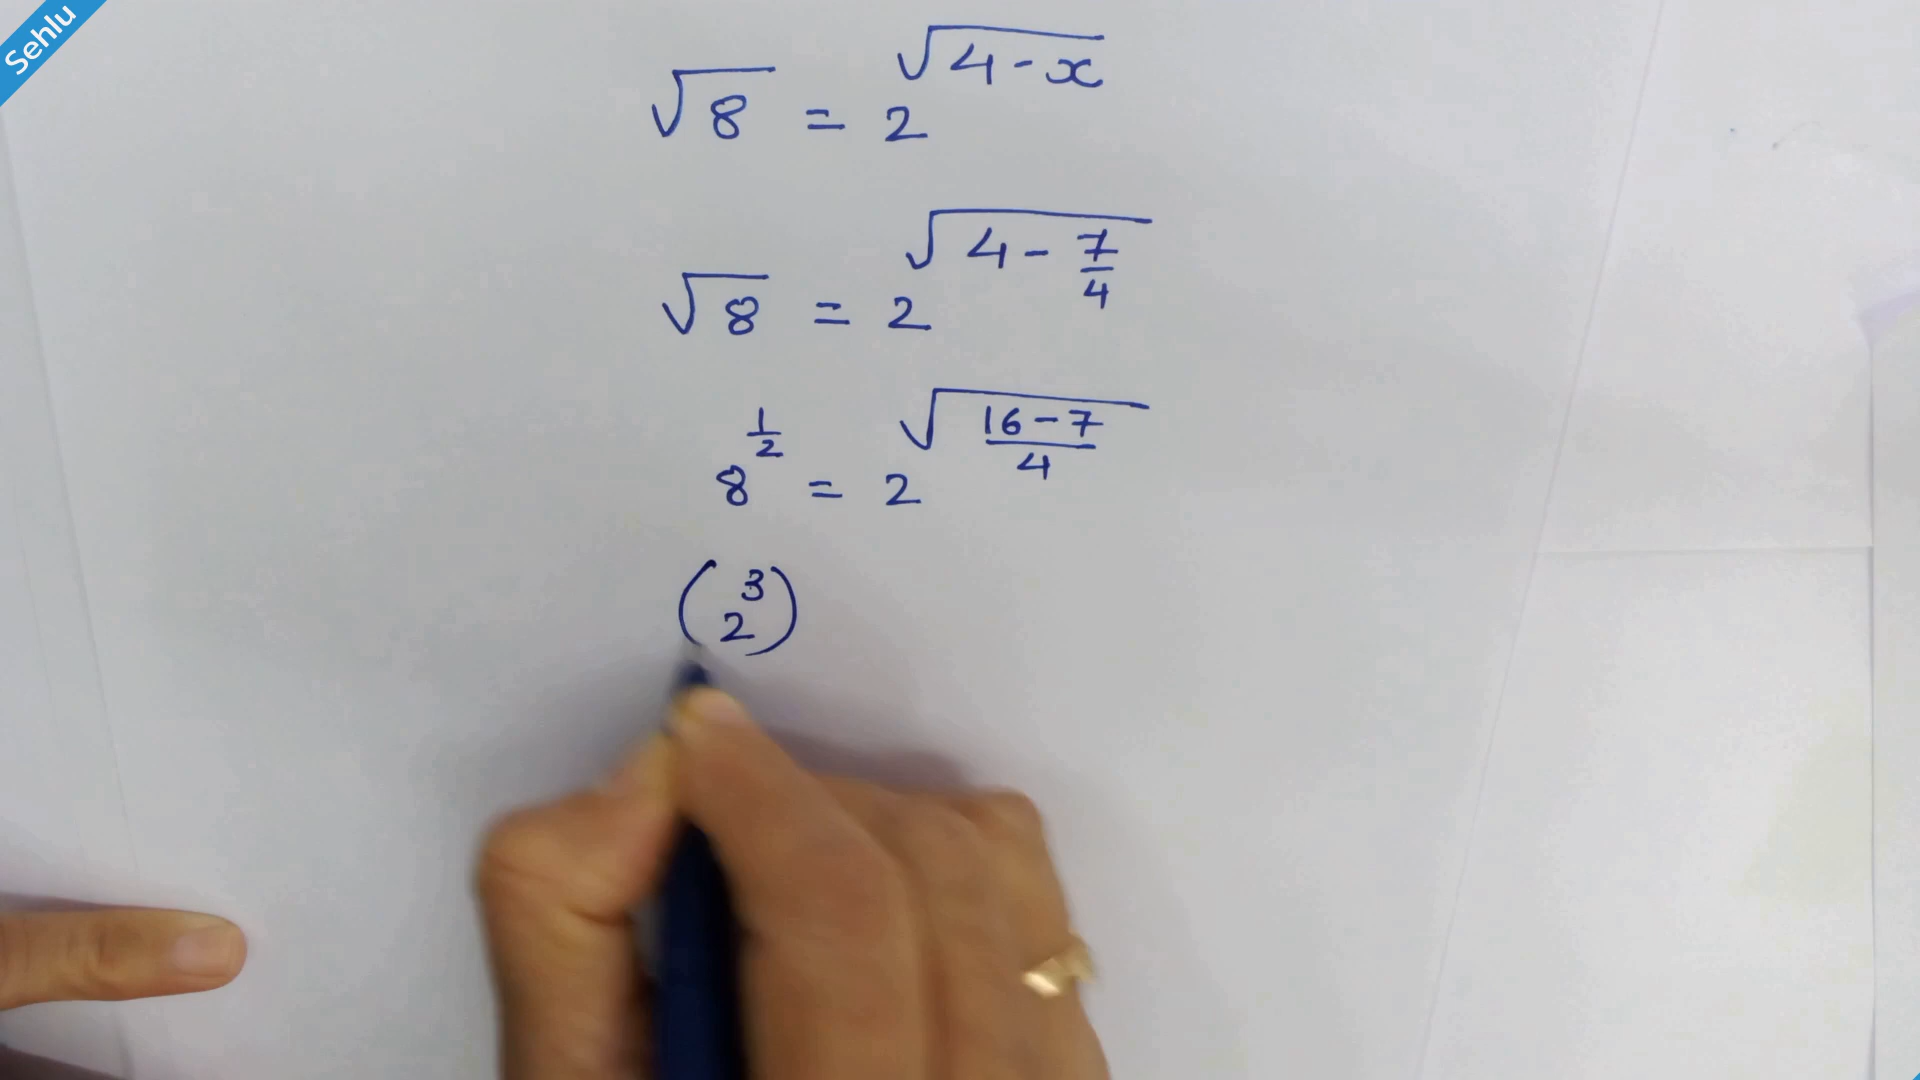 Sehlu
√8 = 2^√(4-x)
√8 = 2^√(4-7/4)
8^1/2 = 2^√((16-7)/4)
(2^3)